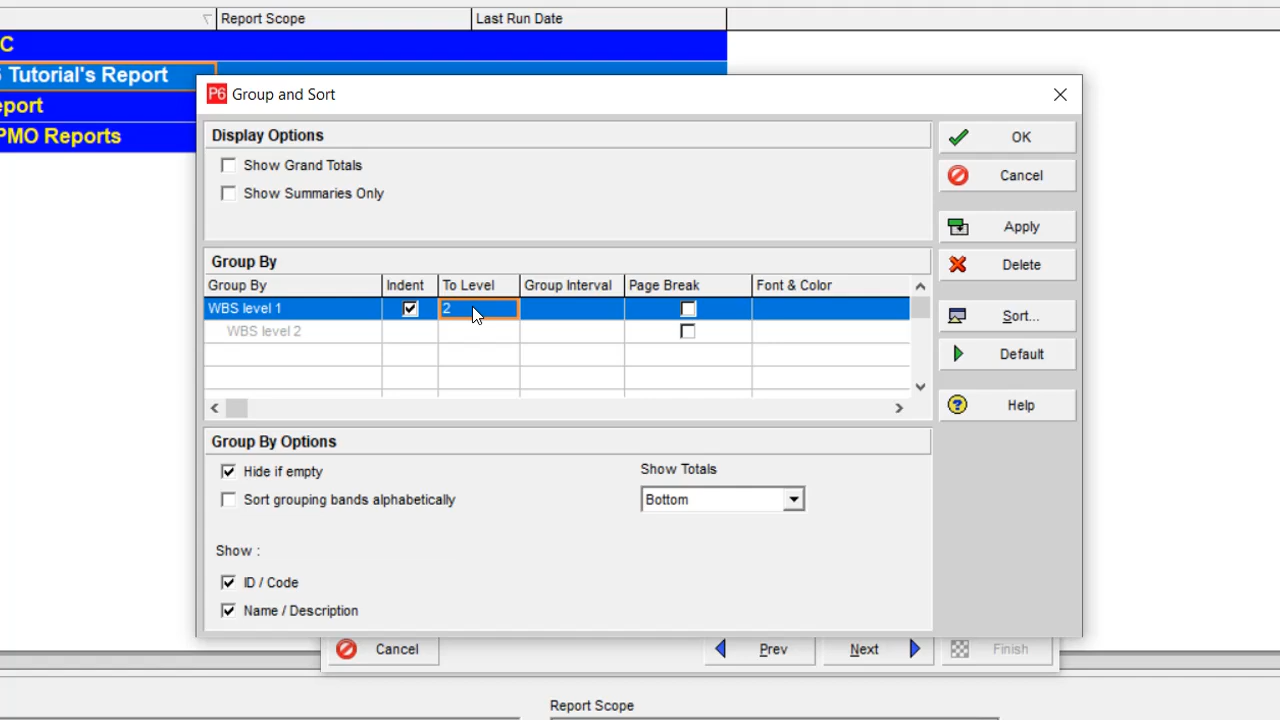 Report Scope
Last Run Date
C
Tutorial's Report
eport
PMO Reports
P6 Group and Sort
Display Options
Show Grand Totals
Show Summaries Only
OK
Cancel
Apply
Delete
Sort...
Default
Help
Group By
Group By Indent To Level Group Interval Page Break Font & Color
WBS level 1 2
WBS level 2
Group By Options
Hide if empty
Sort grouping bands alphabetically
Show Totals
Bottom
Show :
ID / Code
Name / Description
Cancel Prev Next Finish
Report Scope